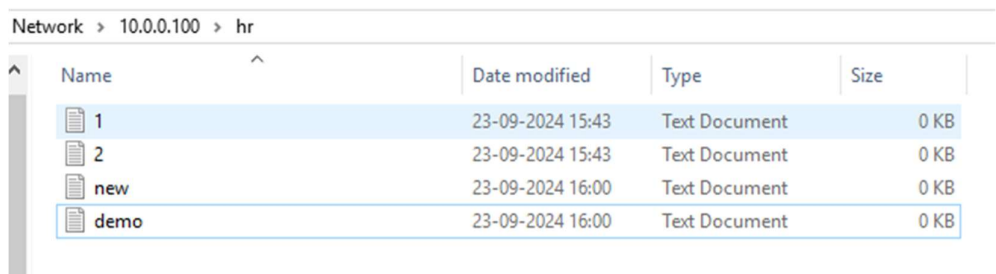 Network > 10.0.0.100 > hr
Name Date modified Type Size
1 23-09-2024 15:43 Text Document 0 KB
2 23-09-2024 15:43 Text Document 0 KB
new 23-09-2024 16:00 Text Document 0 KB
demo 23-09-2024 16:00 Text Document 0 KB